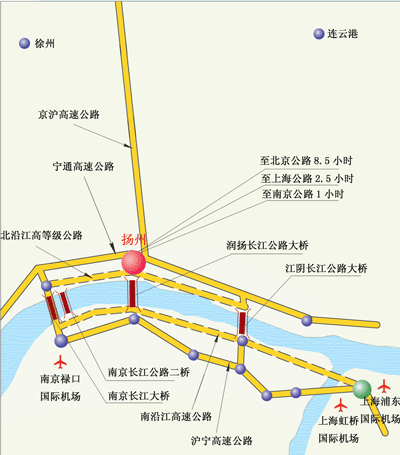 徐州
连云港
京沪高速公路
宁通高速公路
至北京公路 8.5 小时
至上海公路 2.5 小时
至南京公路 1 小时
北沿江高等级公路
扬州
润扬长江公路大桥
江阴长江公路大桥
南京禄口
国际机场
南京长江公路二桥
南京长江大桥
南沿江高速公路
沪宁高速公路
上海虹桥
国际机场
上海浦东
国际机场